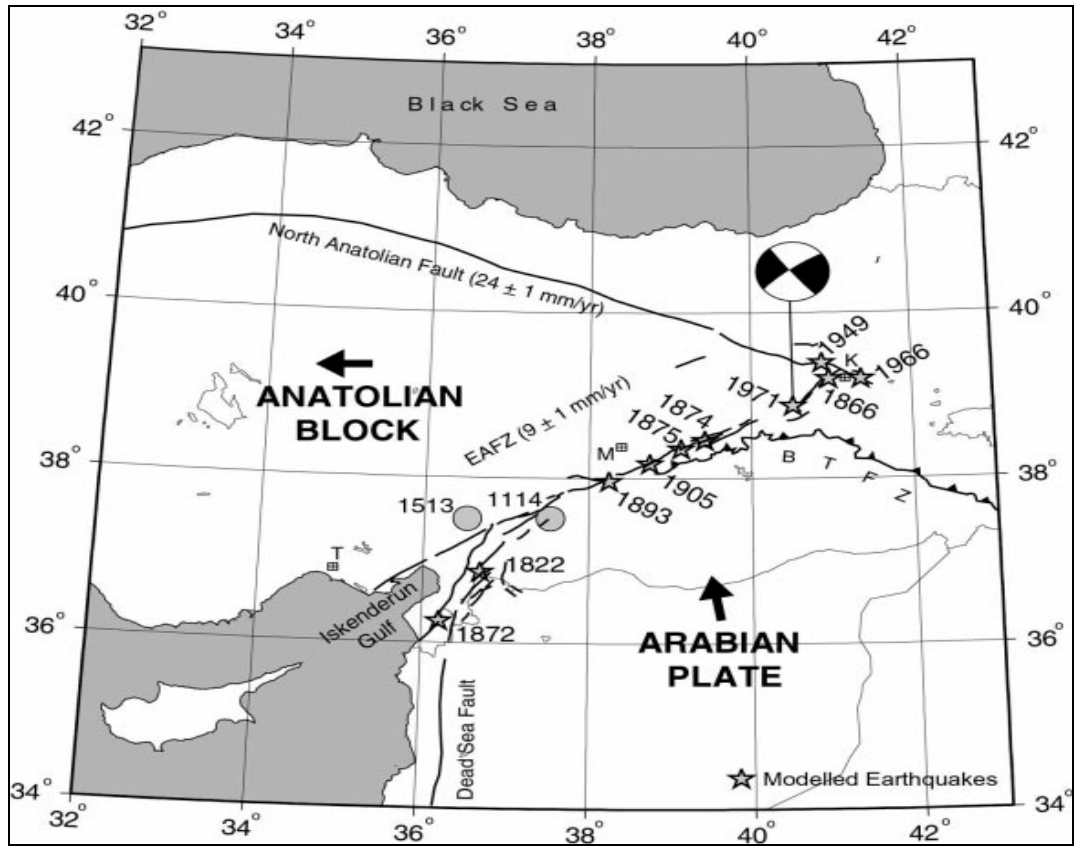 32° 34° 36° 38° 40° 42°
Black Sea
42° 42°
North Anatolian Fault (24 ± 1 mm/yr)
40° 40°
1949
K
1966
ANATOLIAN
BLOCK
EAFZ (9 ± 1 mm/yr)
1971
1866
1874
1875
M
B T F Z
38° 38°
1905
1893
1513
1114
T
1822
Iskenderun
Gulf
1872
36° 36°
ARABIAN
PLATE
Dead Sea Fault
Modelled Earthquakes
34° 34°
32° 34° 36° 38° 40° 42°